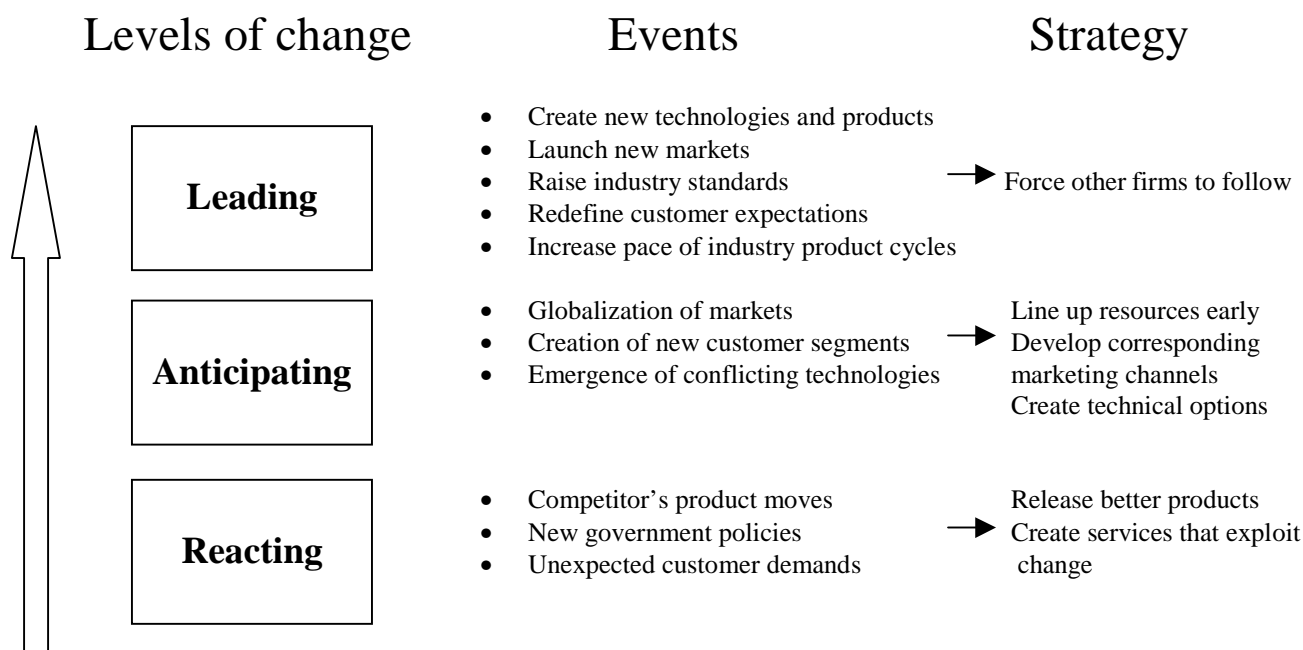 Levels of change
Events
Strategy
Leading
• Create new technologies and products
• Launch new markets
• Raise industry standards
• Redefine customer expectations
• Increase pace of industry product cycles
Force other firms to follow
Anticipating
• Globalization of markets
• Creation of new customer segments
• Emergence of conflicting technologies
Line up resources early
Develop corresponding
marketing channels
Create technical options
Reacting
• Competitor’s product moves
• New government policies
• Unexpected customer demands
Release better products
Create services that exploit
change